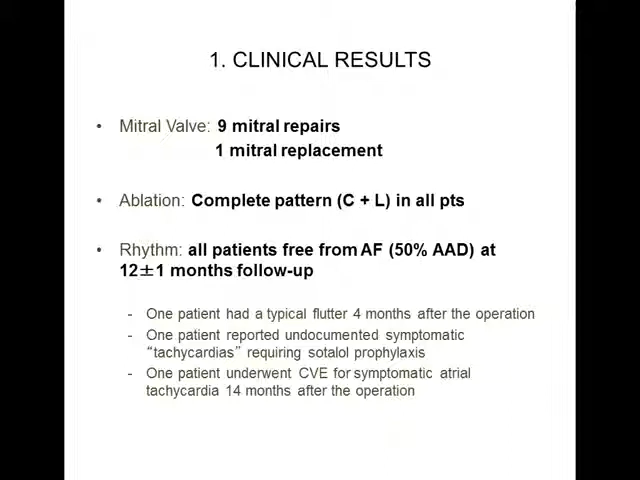 1. CLINICAL RESULTS
• Mitral Valve: 9 mitral repairs
1 mitral replacement
• Ablation: Complete pattern (C + L) in all pts
• Rhythm: all patients free from AF (50% AAD) at
12±1 months follow-up
- One patient had a typical flutter 4 months after the operation
- One patient reported undocumented symptomatic
“tachycardias” requiring sotalol prophylaxis
- One patient underwent CVE for symptomatic atrial
tachycardia 14 months after the operation